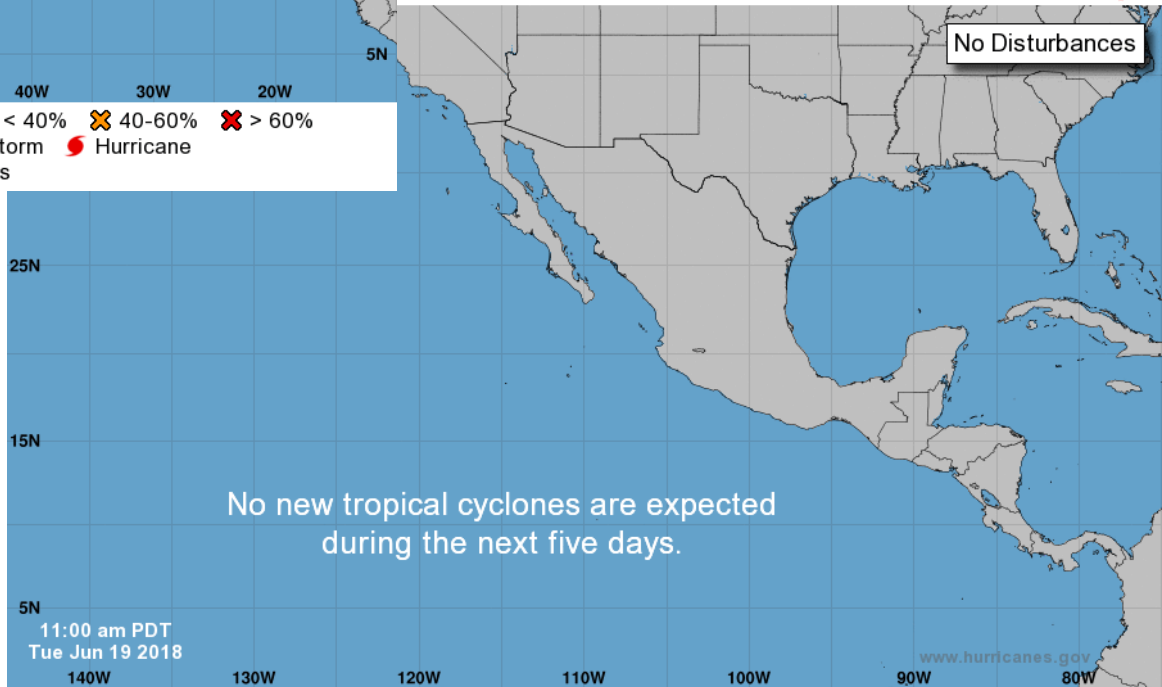 No Disturbances
5N
40W 30W 20W
< 40% 40-60% > 60%
torm Hurricane
s
25N
15N
No new tropical cyclones are expected
during the next five days.
5N
11:00 am PDT
Tue Jun 19 2018
www.hurricanes.gov
140W 130W 120W 110W 100W 90W 80W